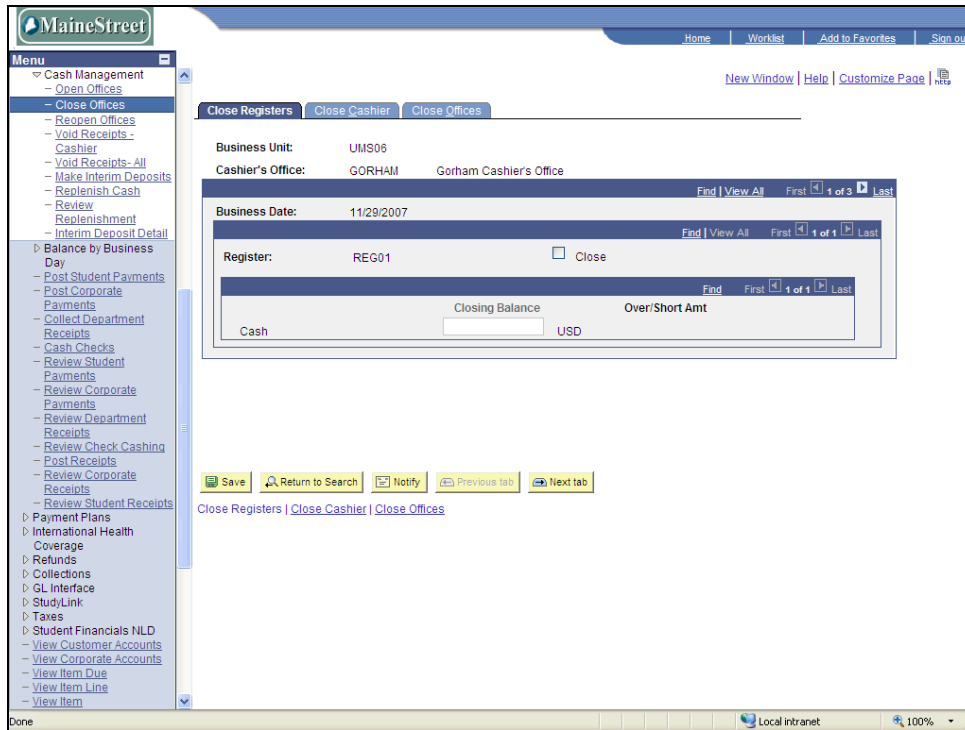 MaineStreet
Home Worklist Add to Favorites Sign ou
Menu
Cash Management
Open Offices
Close Offices
Reopen Offices
Void Receipts -
Cashier
Void Receipts- All
Make Interim Deposits
Replenish Cash
Review
Replenishment
Interim Deposit Detail
Balance by Business
Day
Post Student Payments
Post Corporate
Payments
Collect Department
Receipts
Cash Checks
Review Student
Payments
Review Corporate
Payments
Review Department
Receipts
Review Check Cashing
Post Receipts
Review Corporate
Receipts
Review Student Receipts
Payment Plans
International Health
Coverage
Refunds
Collections
GL Interface
StudyLink
Taxes
Student Financials NLD
View Customer Accounts
View Corporate Accounts
View Item Due
View Item Line
View Item
New Window | Help | Customize Page | http
Close Registers Close Cashier Close Offices
Business Unit: UMS06
Cashier's Office: GORHAM Gorham Cashier's Office
Find | View All First 1 of 3 Last
Business Date: 11/29/2007
Find | View All First 1 of 1 Last
Register: REG01 Close
Find First 1 of 1 Last
Closing Balance Over/Short Amt
Cash USD
Save Return to Search Notify Previous tab Next tab
Close Registers | Close Cashier | Close Offices
Done Local intranet 100%